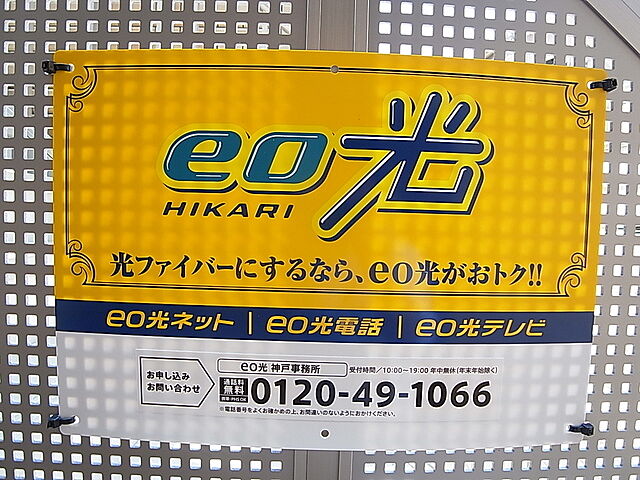 eo光
HIKARI
光ファイバーにするなら、eo光がおトク!!
eo光ネット | eo光電話 | eo光テレビ
お申し込み
お問い合わせ
eo光 神戸事務所 受付時間／10:00～19:00 年中無休(年末年始除く)
通話料
無料
携帯・PHS OK
0120-49-1066
※電話番号をよくお確かめの上、お間違いのないようにおかけください。